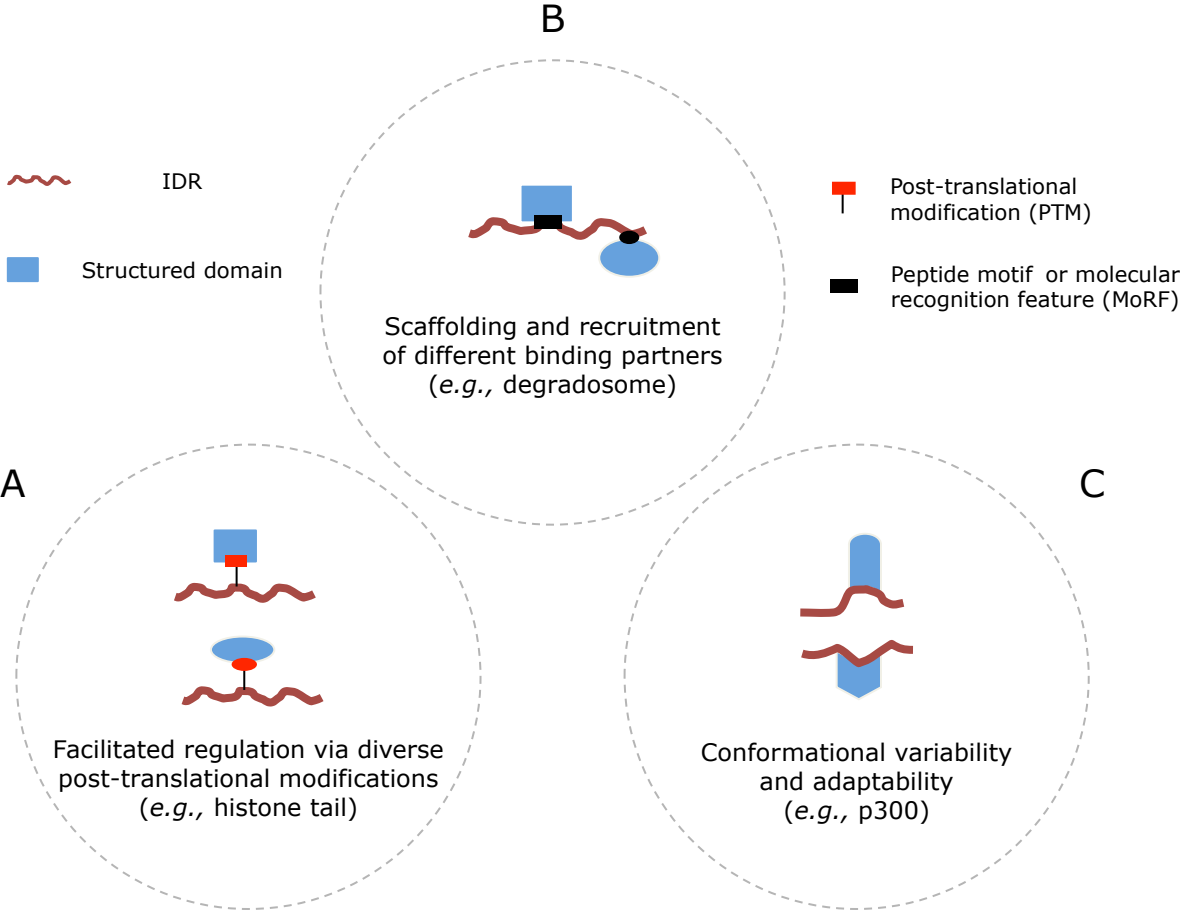 B
IDR
Structured domain
Post-translational
modification (PTM)
Peptide motif or molecular
recognition feature (MoRF)
Scaffolding and recruitment
of different binding partners
(e.g., degradosome)
A
Facilitated regulation via diverse
post-translational modifications
(e.g., histone tail)
C
Conformational variability
and adaptability
(e.g., p300)